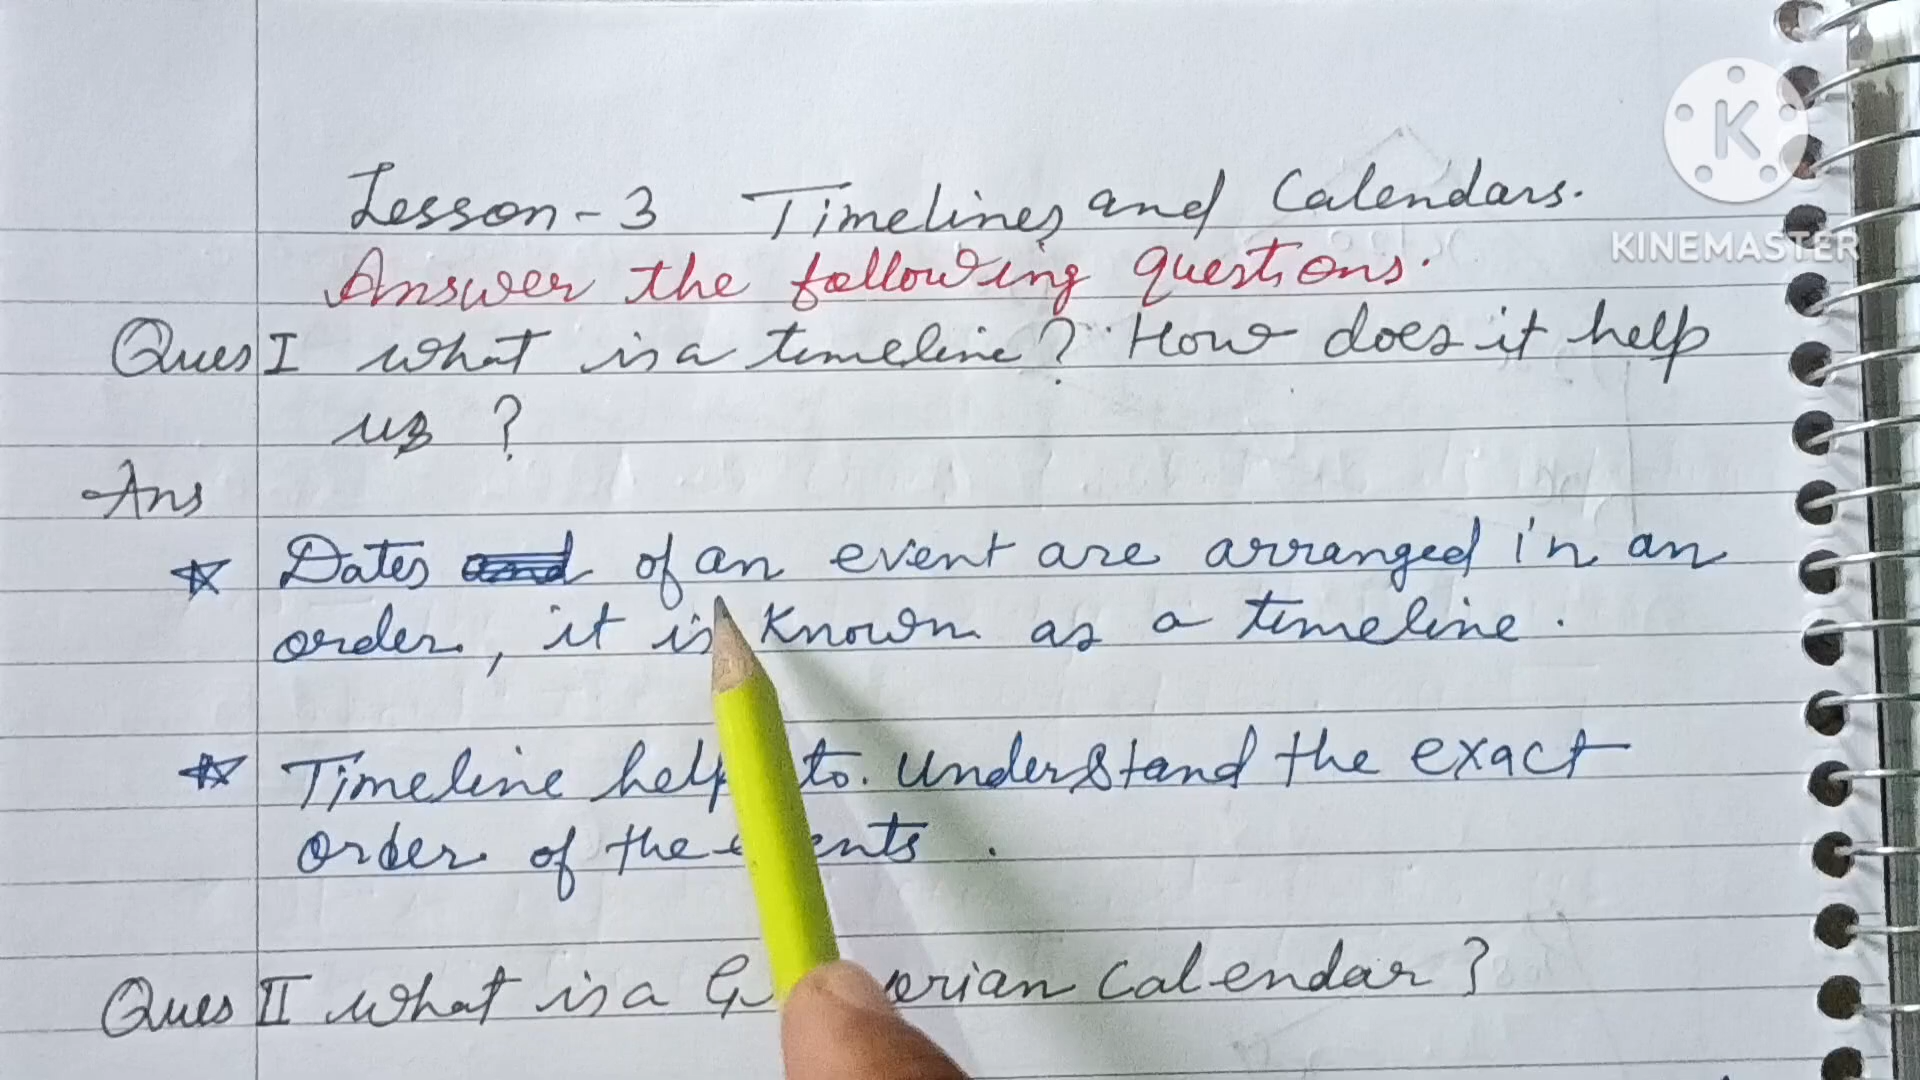 Lesson-3 Timelines and Calendars.
Answer the following questions.
Ques I what is a timeline? How does it help
us ?
Ans
Dates of an event are arranged in an
order, it is known as a timeline.
Timeline help to. Understand the exact
order of the ents.
Ques II what is a G orian Calendar?
K
KINEMASTER